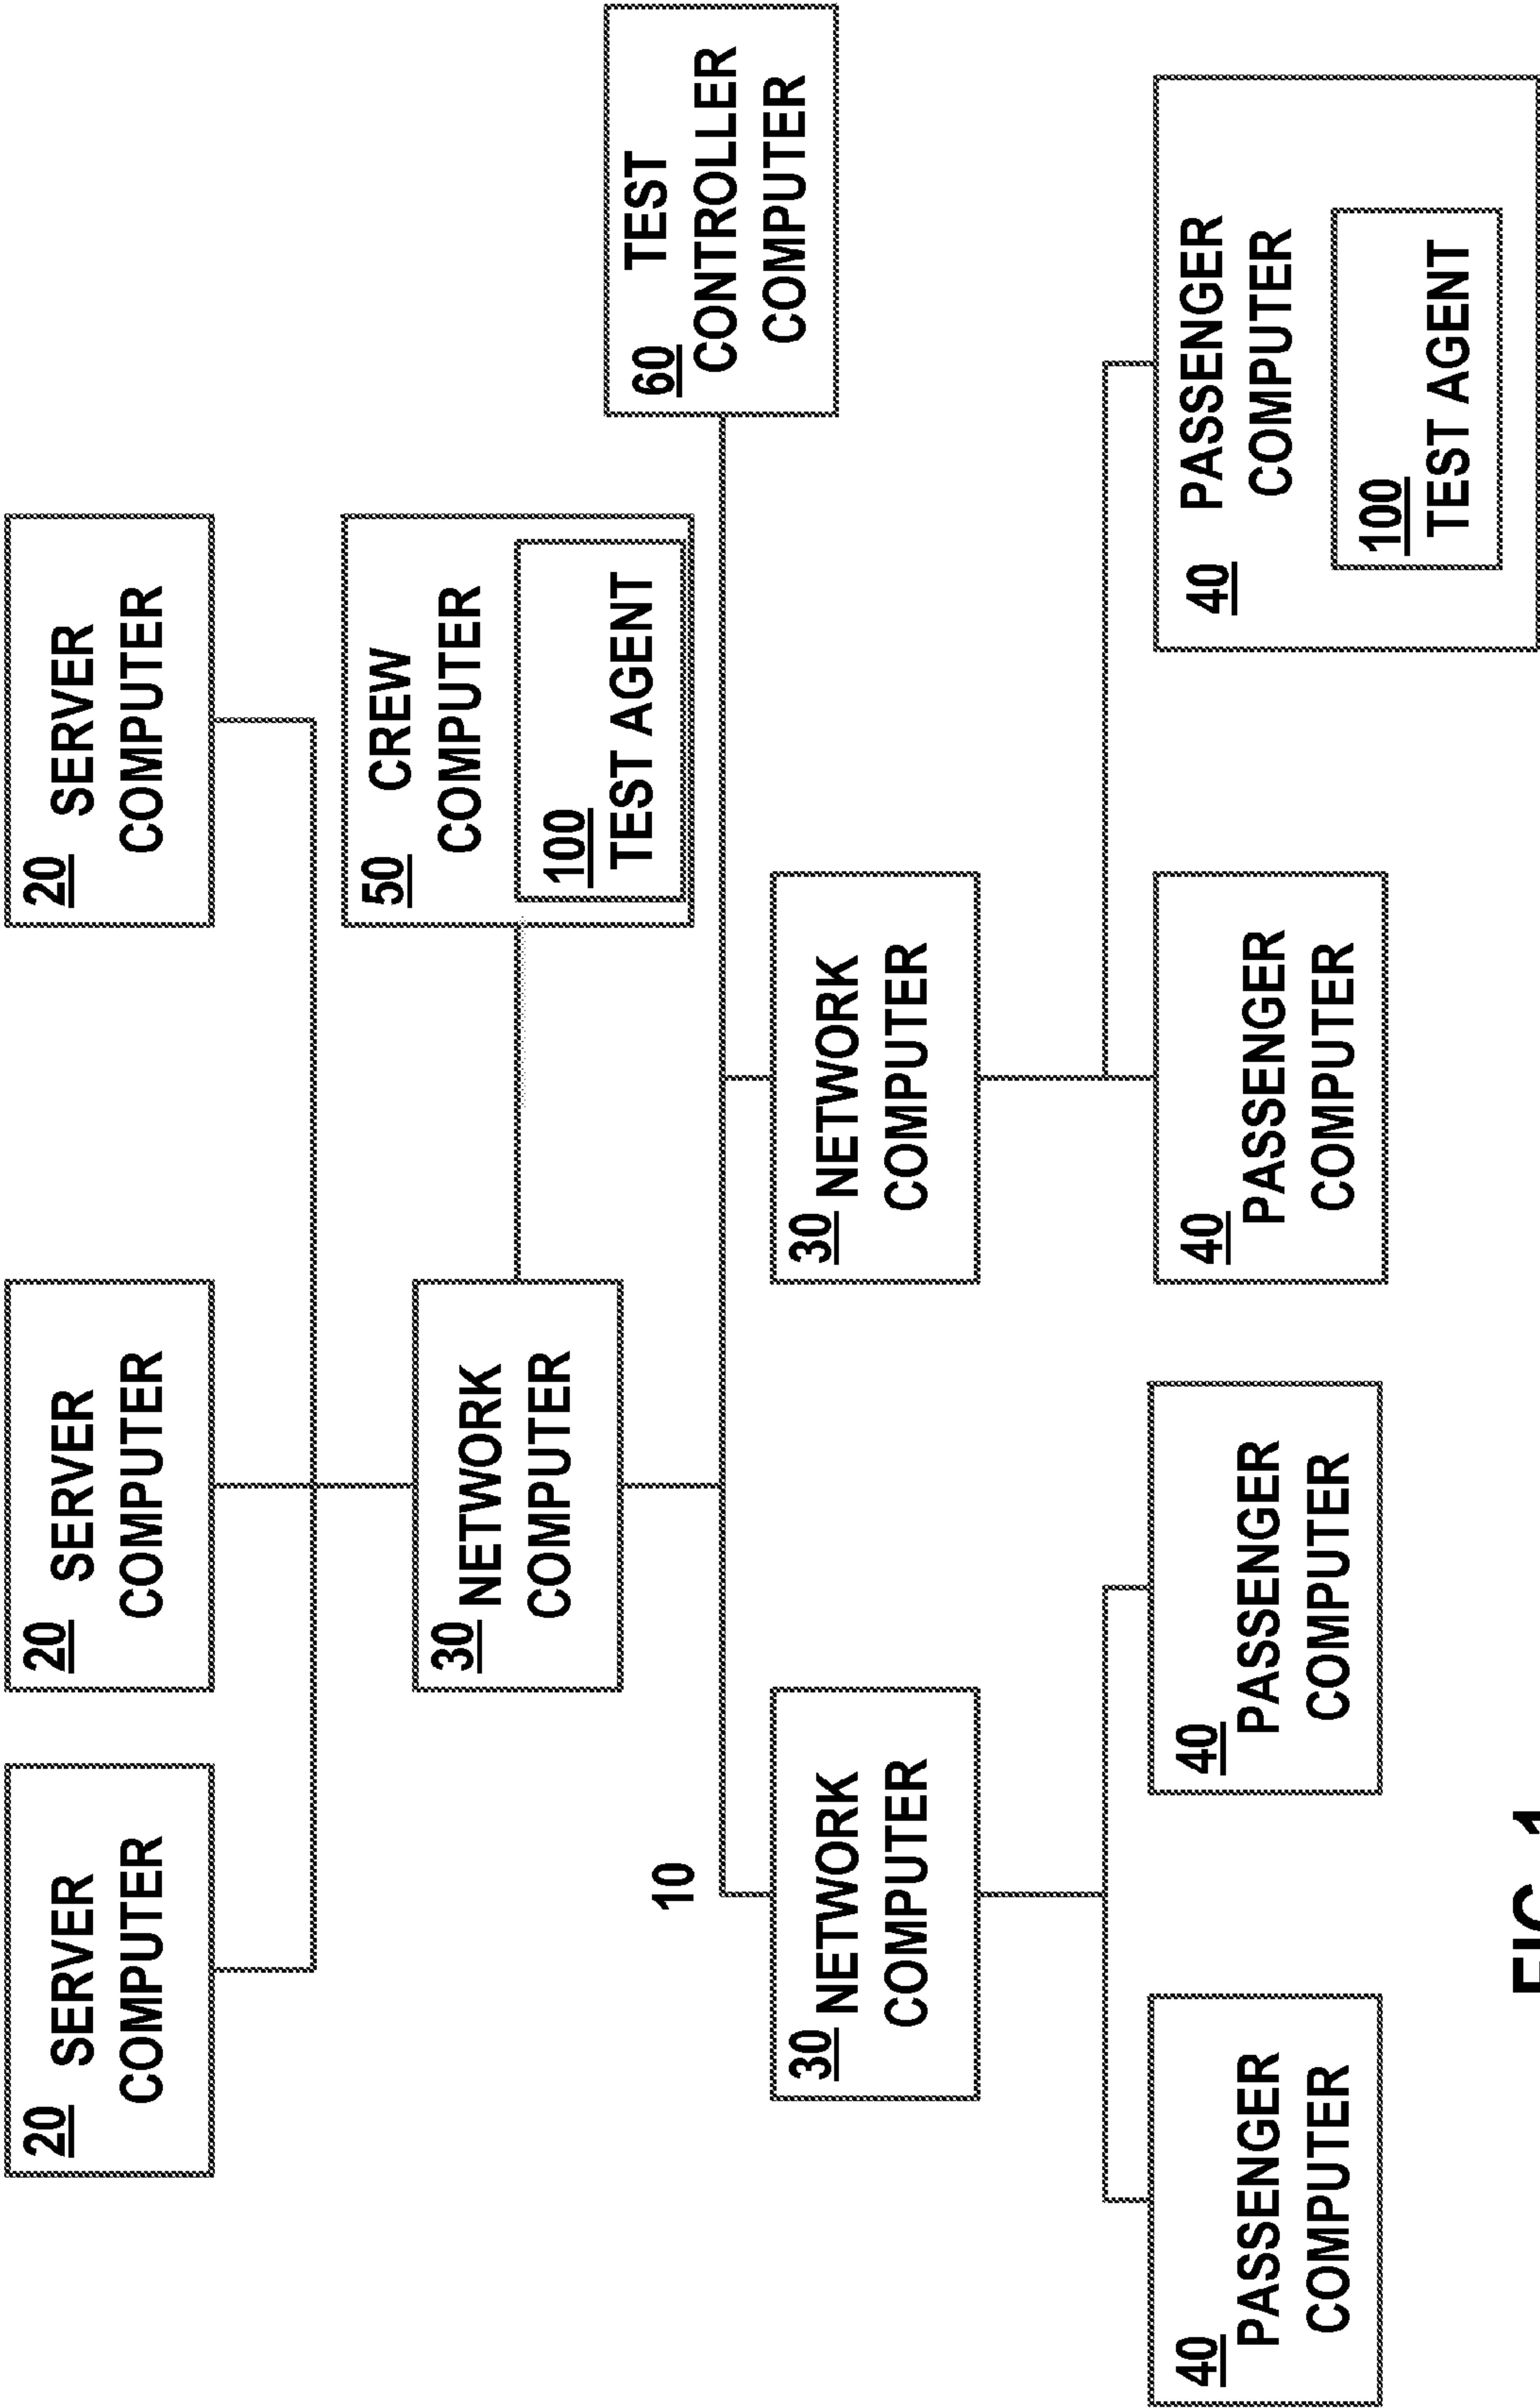 20 SERVER
COMPUTER
20 SERVER
COMPUTER
20 SERVER
COMPUTER
30 NETWORK
COMPUTER
50 CREW
COMPUTER
100
TEST AGENT
60 TEST
CONTROLLER
COMPUTER
10
30 NETWORK
COMPUTER
30 NETWORK
COMPUTER
40
PASSENGER
COMPUTER
40
PASSENGER
COMPUTER
40
PASSENGER
COMPUTER
40 PASSENGER
COMPUTER
100
TEST AGENT
FIG. 1